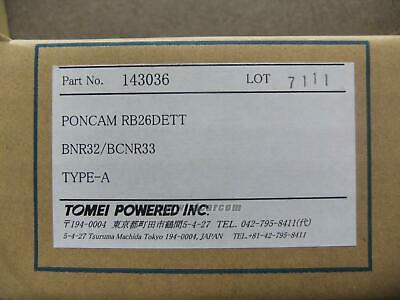 Part No. 143036 LOT 7111
PONCAM RB26DETT
BNR32/BCNR33
TYPE-A
TOMEI POWERED INC.
〒194-0004 東京都町田市鶴間5-4-27 TEL. 042-795-8411(代)
5-4-27 Tsuruma Machida Tokyo 194-0004, JAPAN TEL.+81-42-795-8411